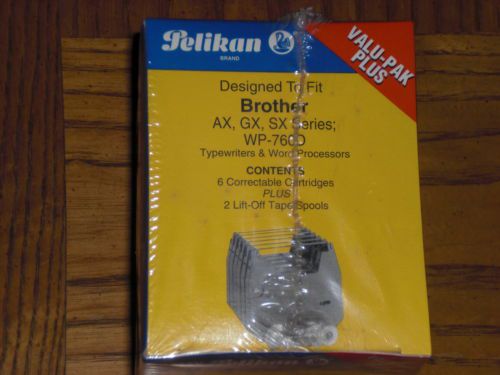 Pelikan
BRAND
VALU-PAK
PLUS
Designed To Fit
Brother
AX, GX, SX Series;
WP-760D
Typewriters & Word Processors
CONTENTS
6 Correctable Cartridges
PLUS
2 Lift-Off Tape Spools
Pelikan